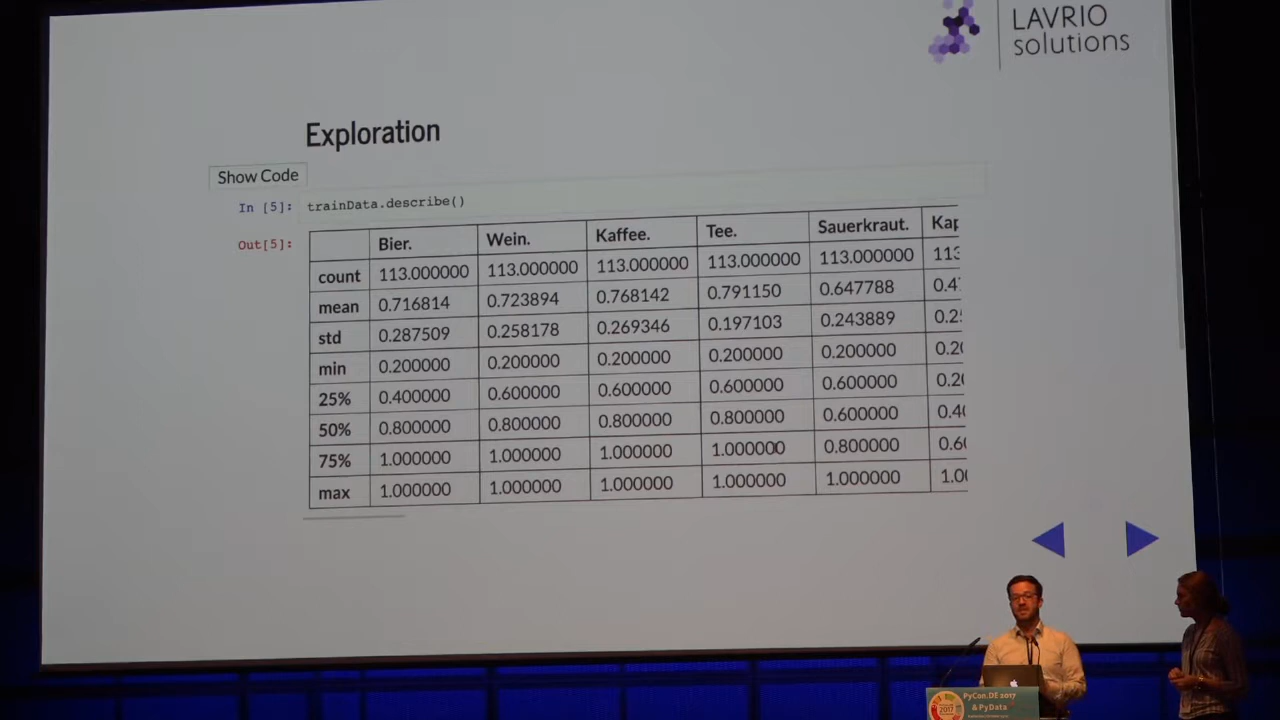 LAVRIO
solutions
Exploration
Show Code
In [5]: trainData.describe()
Out[5]:
Bier. Wein. Kaffee. Tee. Sauerkraut.
count 113.000000 113.000000 113.000000 113.000000 113.000000
mean 0.716814 0.723894 0.768142 0.791150 0.647788
std 0.287509 0.258178 0.269346 0.197103 0.243889
min 0.200000 0.200000 0.200000 0.200000 0.200000
25% 0.400000 0.600000 0.600000 0.600000 0.600000
50% 0.800000 0.800000 0.800000 0.800000 0.600000
75% 1.000000 1.000000 1.000000 1.000000 0.800000
max 1.000000 1.000000 1.000000 1.000000 1.000000
PyCon.DE 2017
& PyData